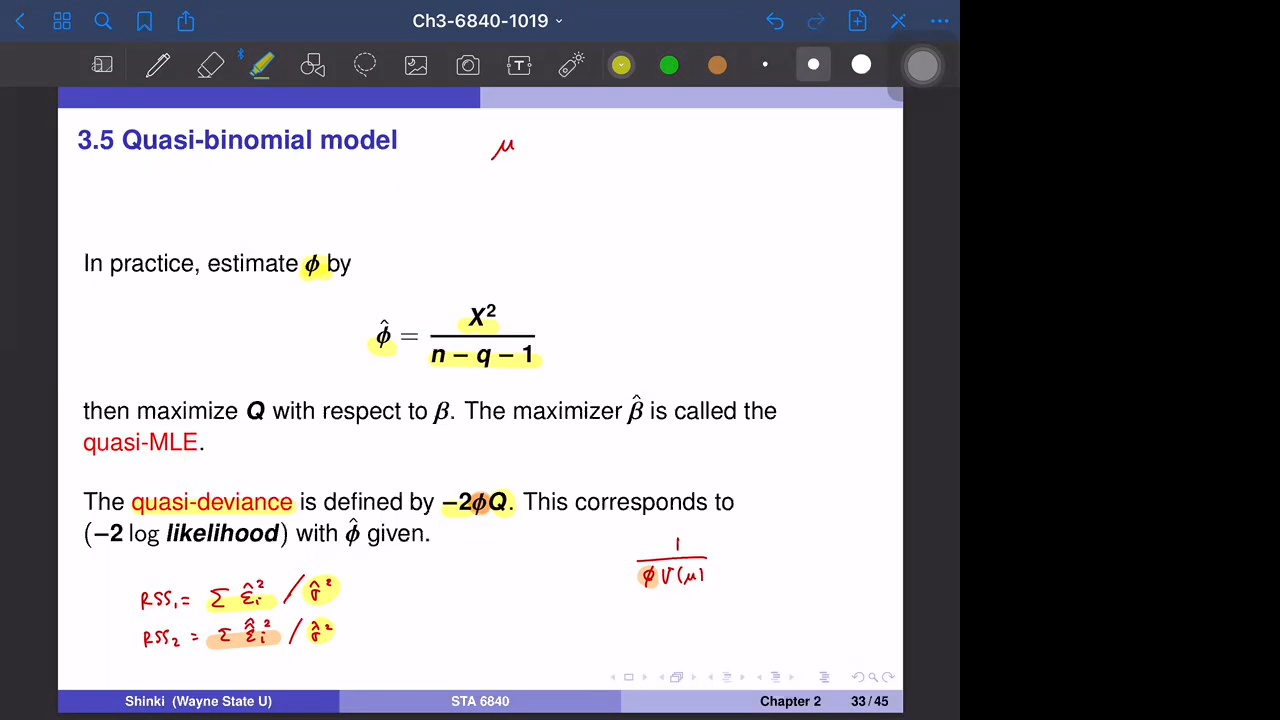 Ch3-6840-1019
3.5 Quasi-binomial model
μ
In practice, estimate ϕ by
ϕ̂ = X² / (n − q − 1)
then maximize Q with respect to β. The maximizer β̂ is called the
quasi-MLE.
The quasi-deviance is defined by −2ϕQ. This corresponds to
(−2 log likelihood) with ϕ̂ given.
1 / ϕ V(μ)
RSS₁ = Σ ε̂ᵢ² / σ̂²
RSS₂ = Σ ε̂̂ᵢ² / σ̂²
Shinki (Wayne State U) STA 6840 Chapter 2 33 / 45